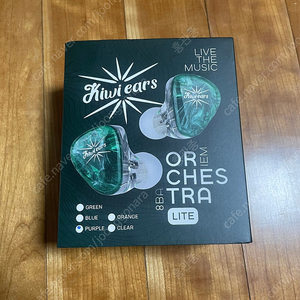 Kiwi ears
LIVE
THE
MUSIC
8BA
IEM
OR
CHES
TRA
LITE
GREEN
BLUE
ORANGE
PURPLE
CLEAR